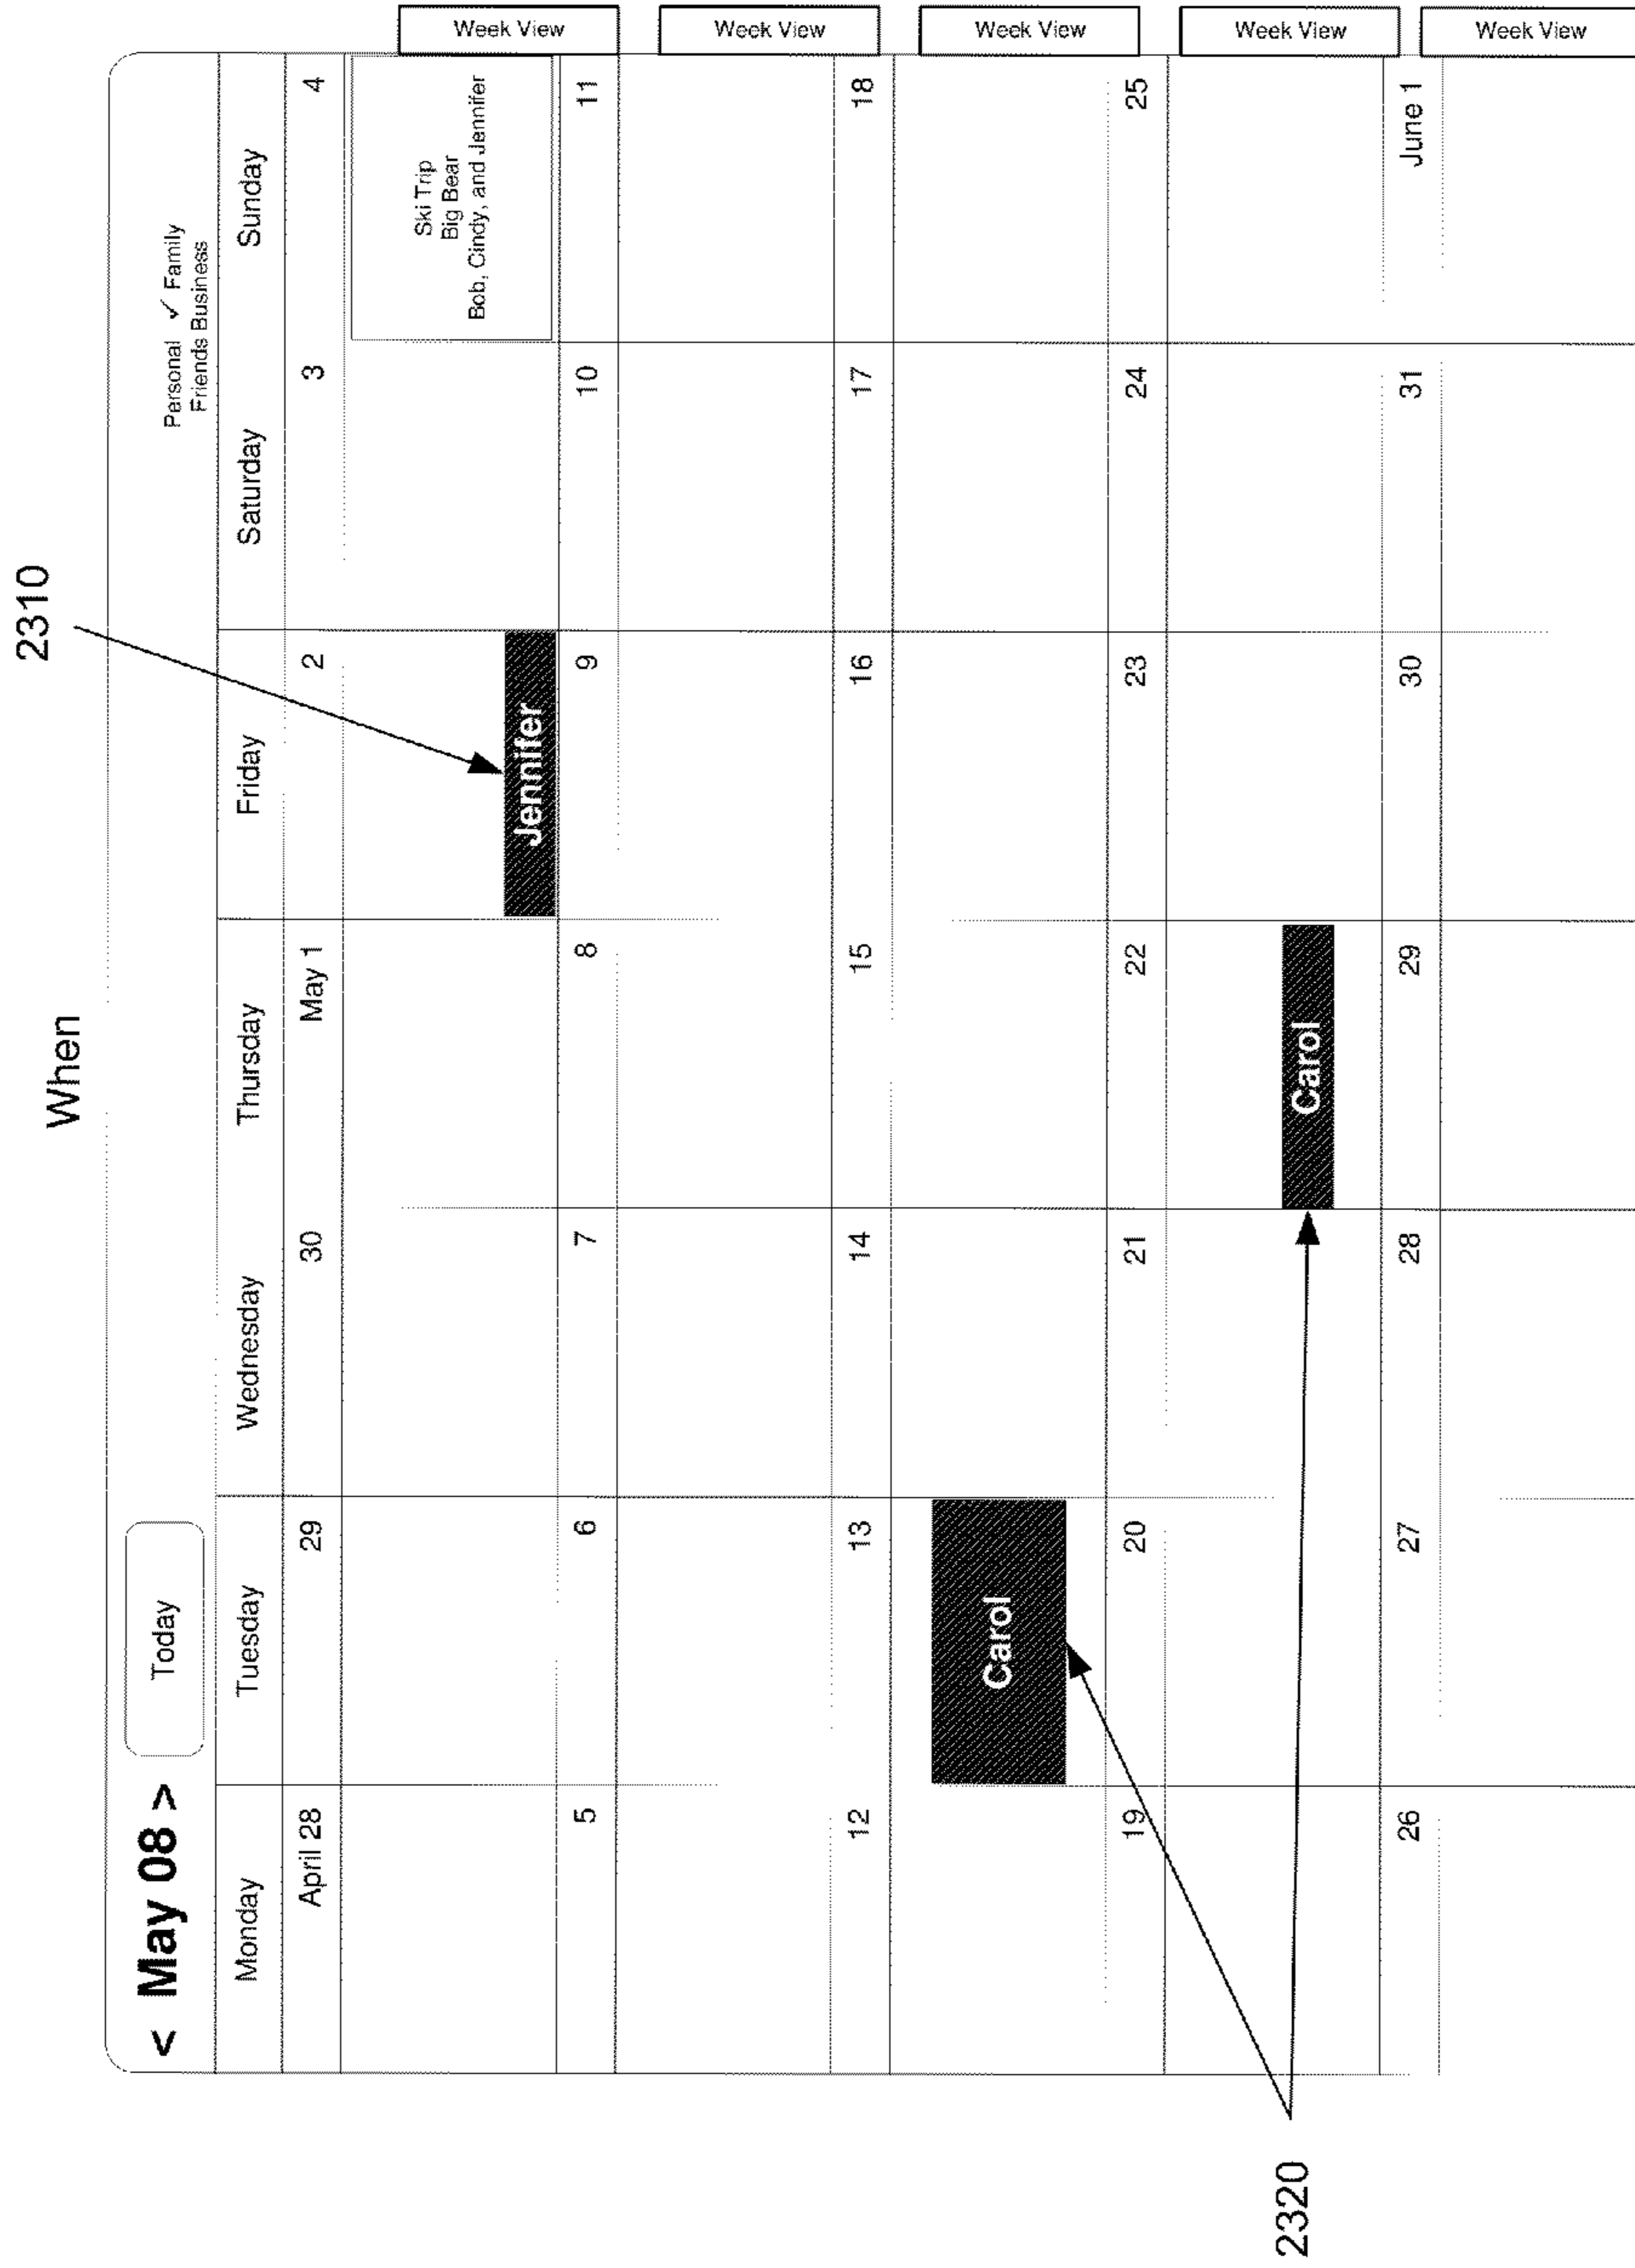 When
2310
< May 08 >
Today
Personal ✓ Family
Friends Business
Monday Tuesday Wednesday Thursday Friday Saturday Sunday
April 28 29 30 May 1 2 3 4
Ski Trip
Big Bear
Bob, Cindy, and Jennifer
Week View
Jennifer
5 6 7 8 9 10 11
Week View
12 13 14 15 16 17 18
Carol
Week View
19 20 21 22 23 24 25
Carol
Week View
26 27 28 29 30 31 June 1
Week View
2320